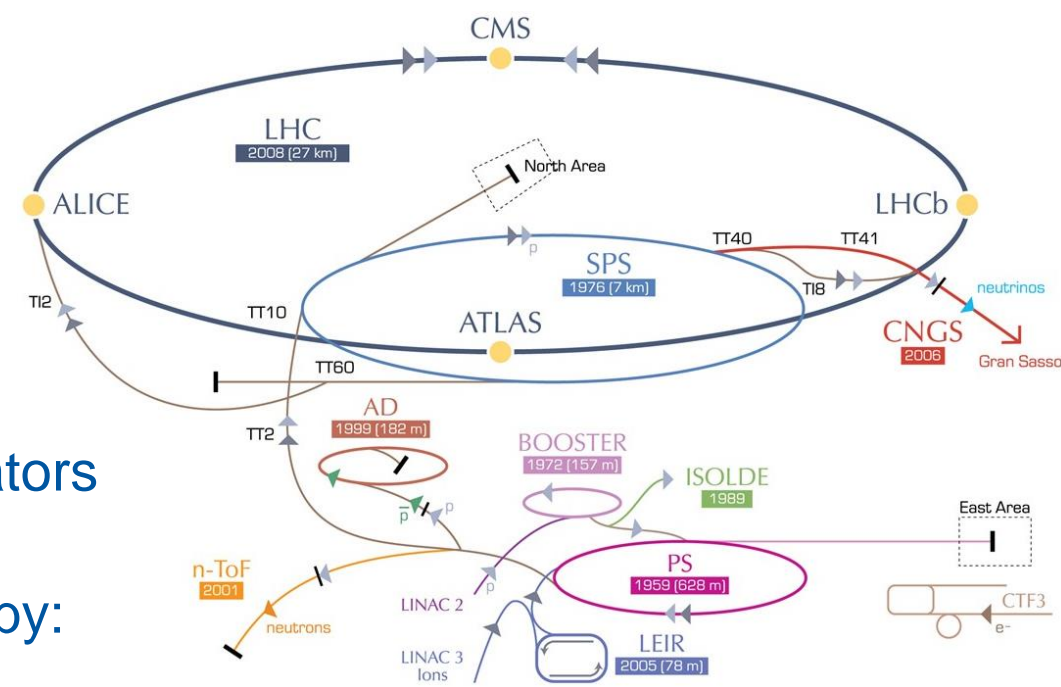 CMS
LHC
2008 (27 km)
North Area
ALICE
LHCb
TT40
TT41
p
SPS
1976 (7 km)
TI8
neutrinos
TI2
TT10
ATLAS
CNGS
2006
Gran Sasso
TT60
AD
1999 (182 m)
TT2
BOOSTER
1972 (157 m)
ators
ISOLDE
1989
East Area
p̅
p
n-ToF
2001
PS
1959 (628 m)
p
LINAC 2
CTF3
e-
neutrons
by:
LINAC 3
Ions
LEIR
2005 (78 m)